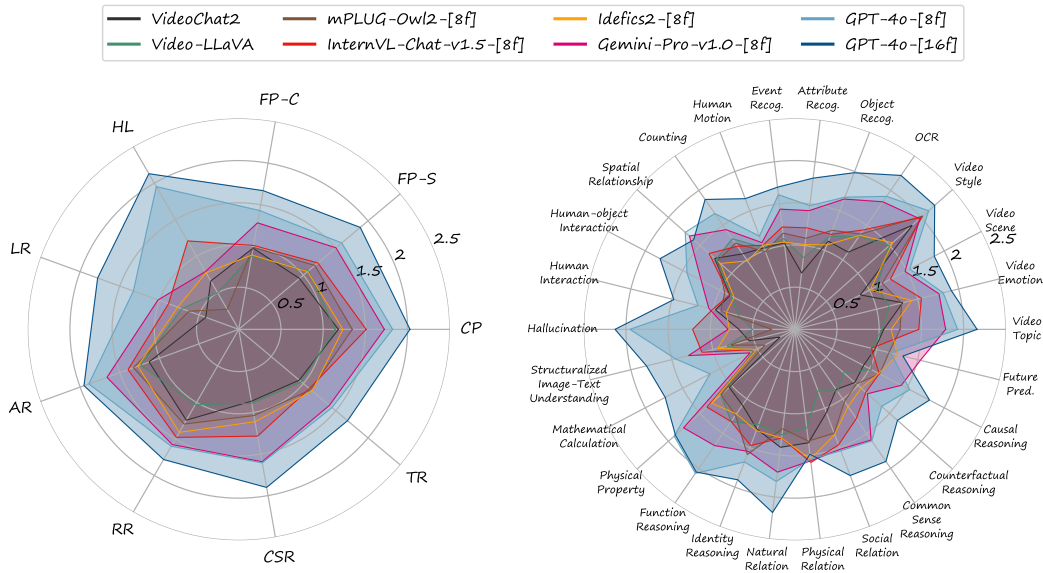 VideoChat2
Video-LLaVA
mPLUG-Owl2-[8f]
InternVL-Chat-v1.5-[8f]
Idefics2-[8f]
Gemini-Pro-v1.0-[8f]
GPT-4o-[8f]
GPT-4o-[16f]
FP-C
HL
FP-S
LR
CP
AR
TR
RR
CSR
0.5
1
1.5
2
2.5
Event
Recog.
Attribute
Recog.
Human
Motion
Object
Recog.
Counting
OCR
Spatial
Relationship
Video
Style
Human-object
Interaction
Video
Scene
Human
Interaction
Video
Emotion
Hallucination
Video
Topic
Structuralized
Image-Text
Understanding
Future
Pred.
Mathematical
Calculation
Causal
Reasoning
Physical
Property
Counterfactual
Reasoning
Function
Reasoning
Common
Sense
Reasoning
Identity
Reasoning
Natural
Relation
Physical
Relation
Social
Relation
0.5
1
1.5
2
2.5